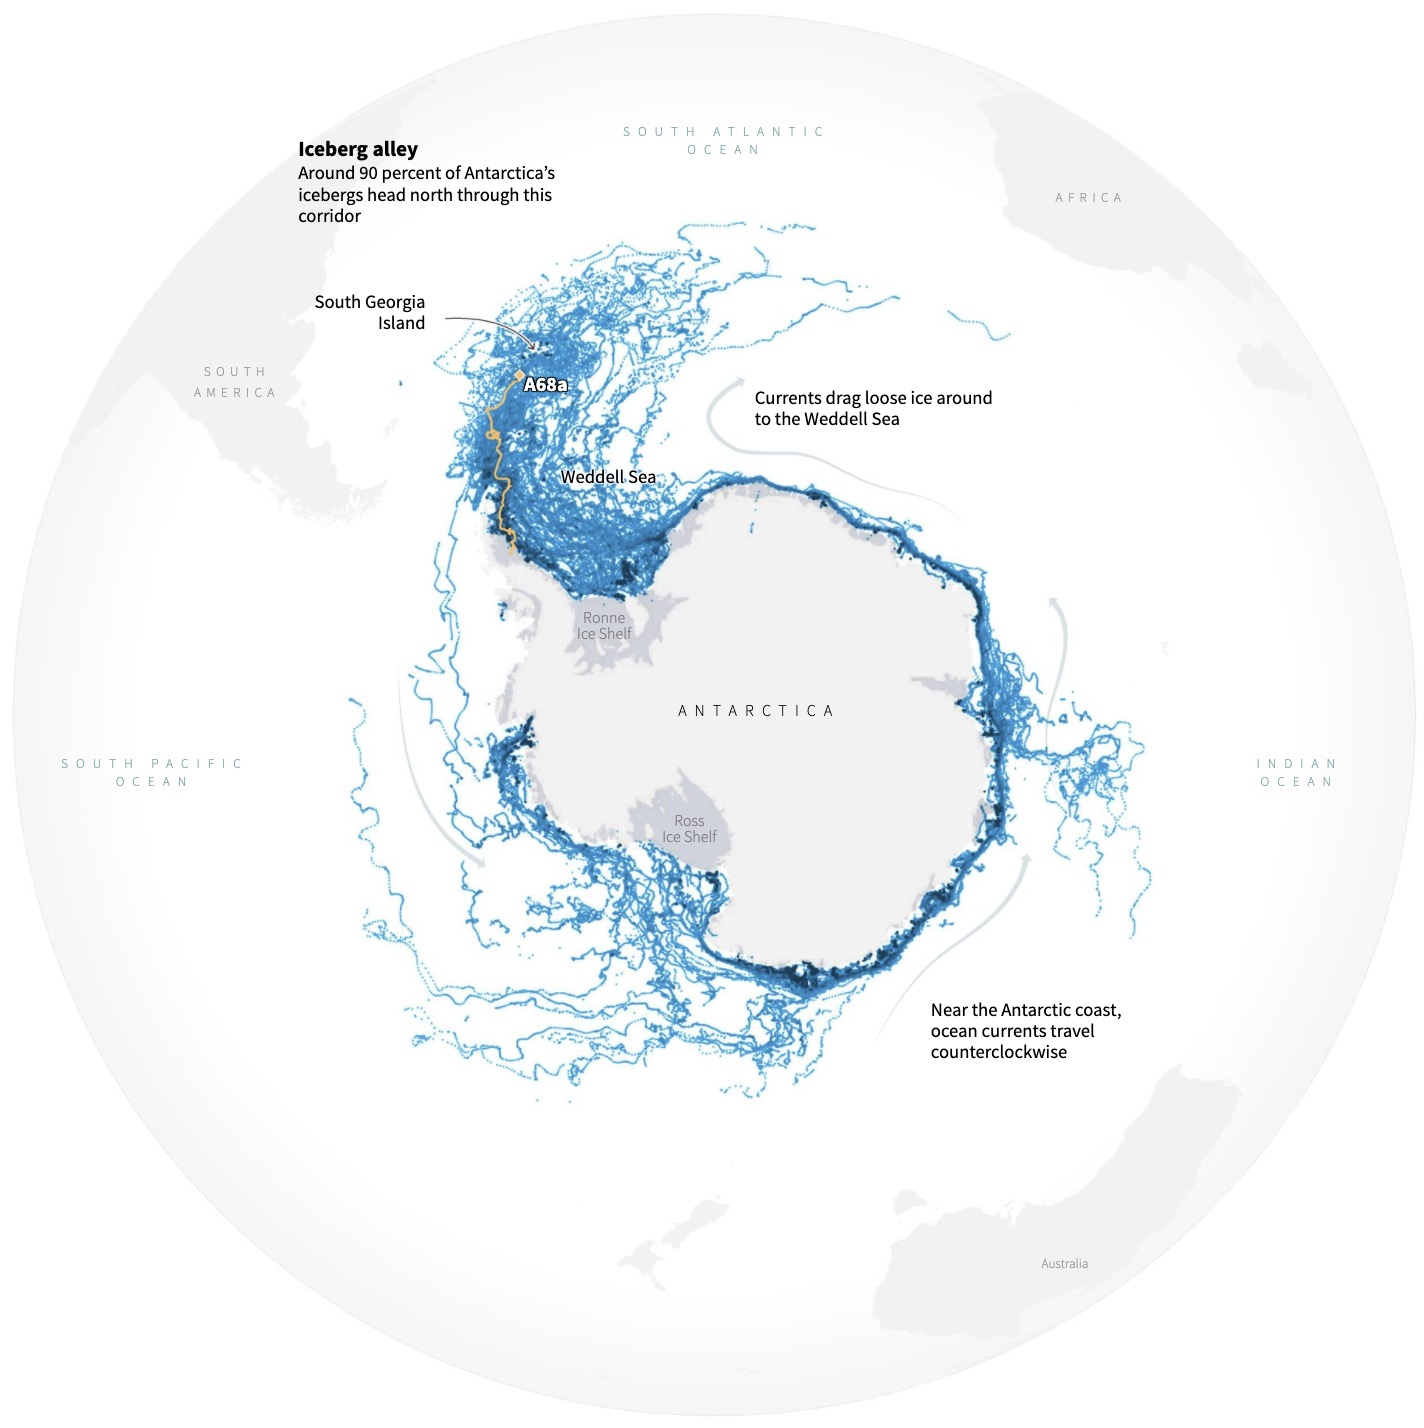 SOUTH ATLANTIC
OCEAN
Iceberg alley
Around 90 percent of Antarctica’s
icebergs head north through this
corridor
AFRICA
South Georgia
Island
SOUTH
AMERICA
A68a
Currents drag loose ice around
to the Weddell Sea
Weddell Sea
Ronne
Ice Shelf
ANTARCTICA
SOUTH PACIFIC
OCEAN
INDIAN
OCEAN
Ross
Ice Shelf
Near the Antarctic coast,
ocean currents travel
counterclockwise
Australia